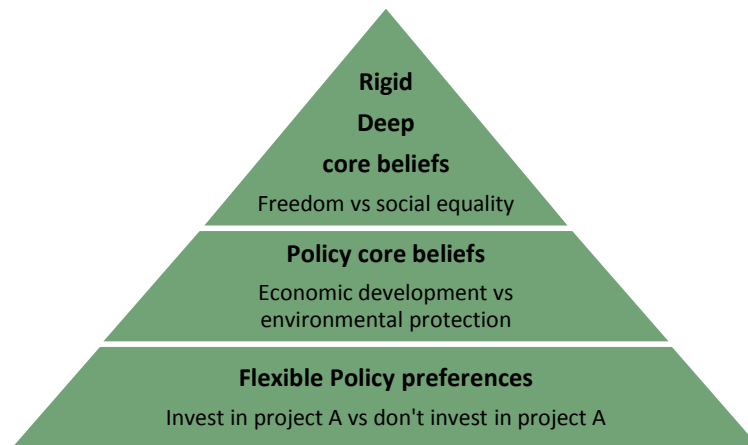 Rigid
Deep
core beliefs
Freedom vs social equality
Policy core beliefs
Economic development vs
environmental protection
Flexible Policy preferences
Invest in project A vs don't invest in project A